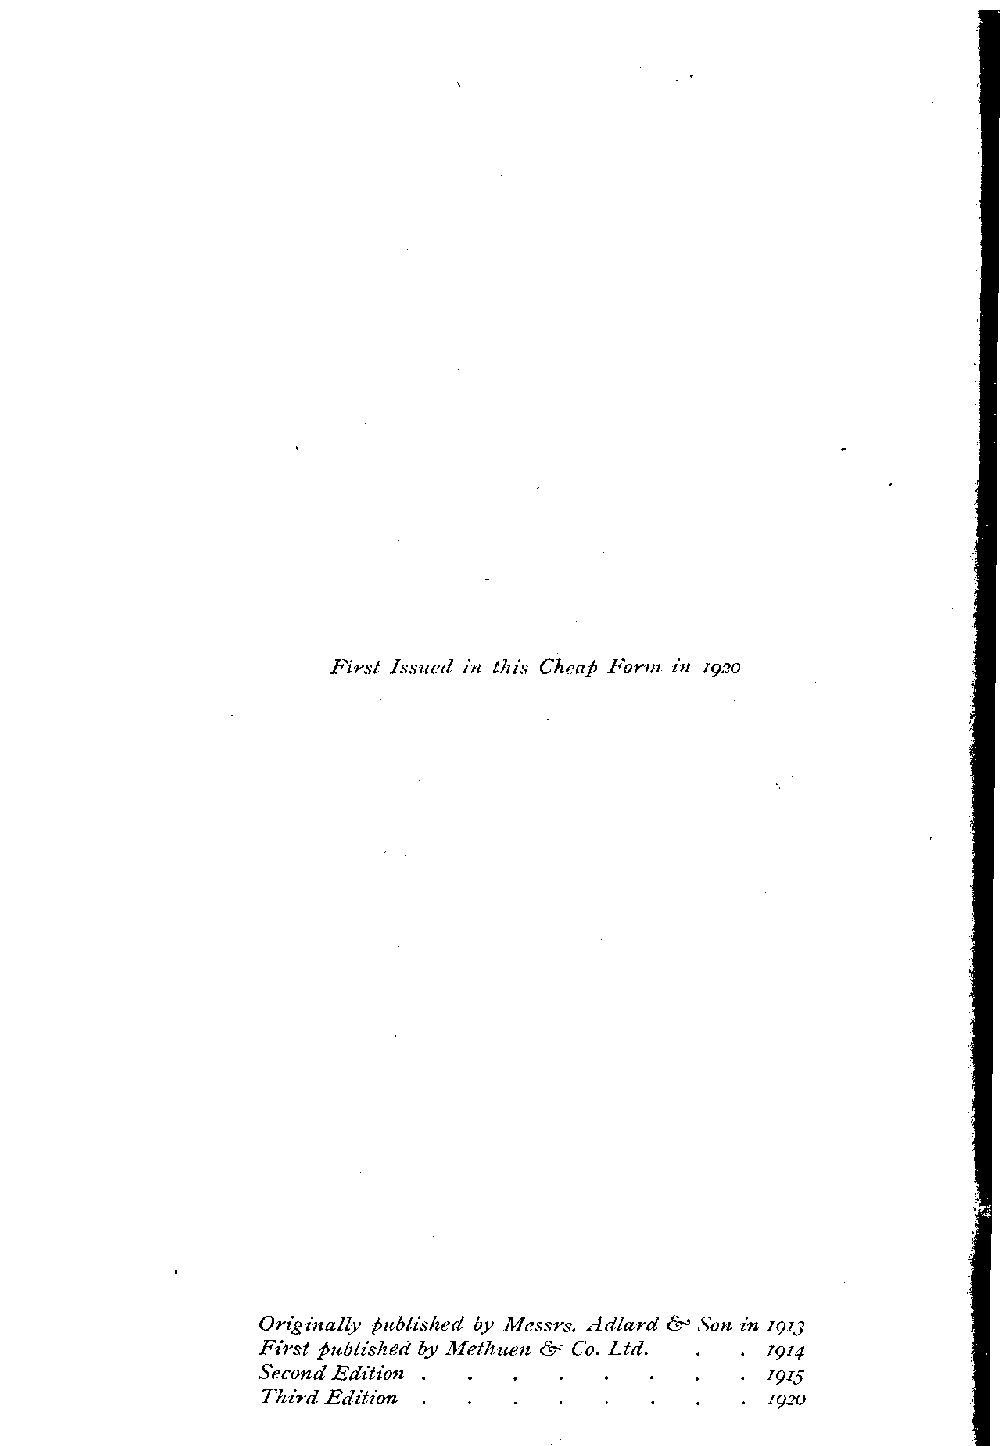 First Issued in this Cheap Form in 1920
Originally published by Messrs. Adlard & Son in 1913
First published by Methuen & Co. Ltd. . . 1914
Second Edition . . . . . . . . 1915
Third Edition . . . . . . . . 1920